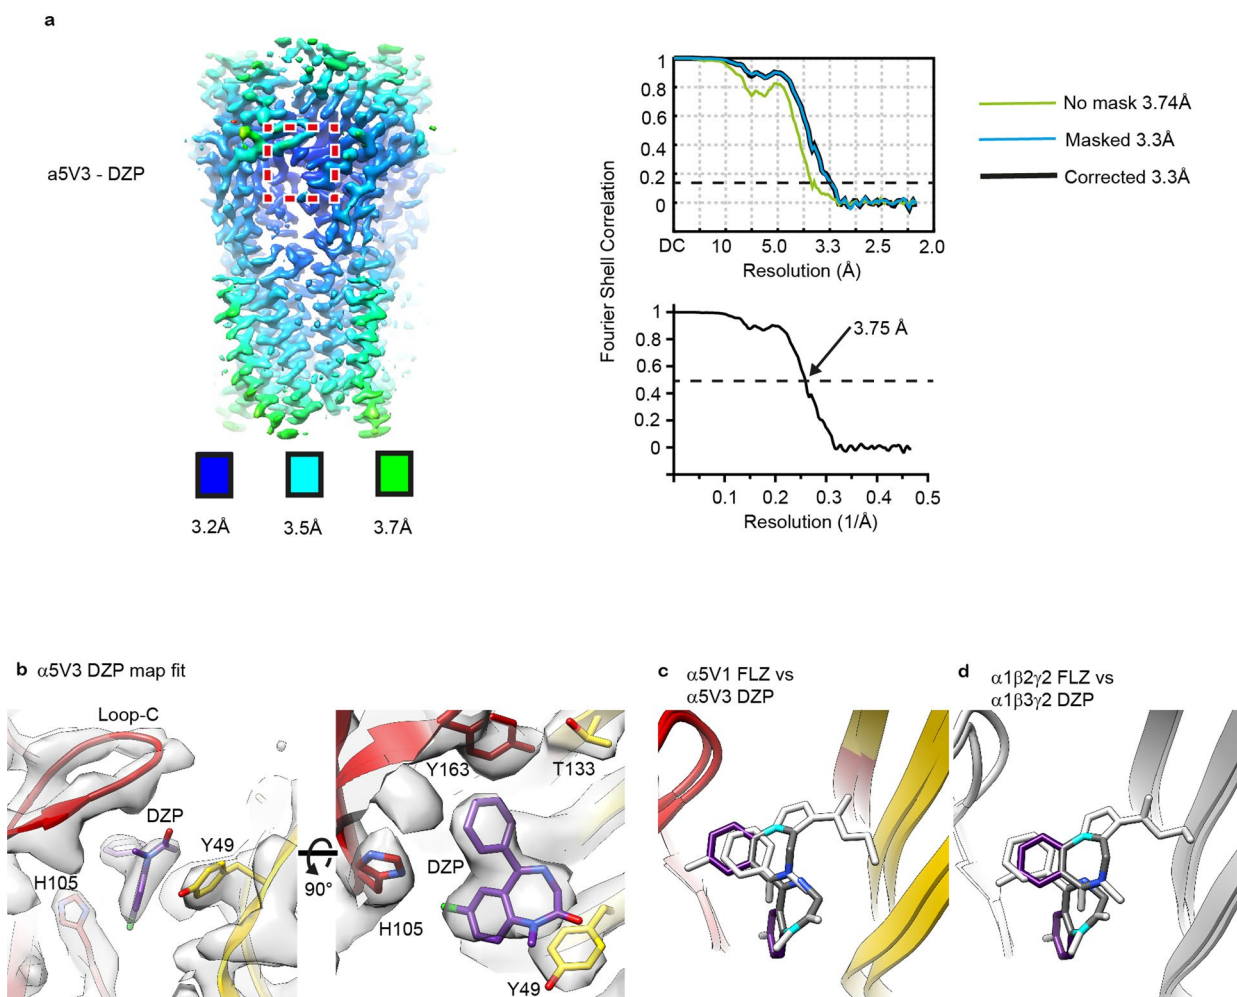 a
a5V3 - DZP
3.2Å
3.5Å
3.7Å
Fourier Shell Correlation
1
0.8
0.6
0.4
0.2
0
DC
10
5.0
3.3
2.5
2.0
Resolution (Å)
No mask 3.74Å
Masked 3.3Å
Corrected 3.3Å
1
0.8
0.6
0.4
0.2
0
3.75 Å
0.1
0.2
0.3
0.4
0.5
Resolution (1/Å)
b α5V3 DZP map fit
Loop-C
DZP
Y49
H105
90°
Y163
T133
DZP
H105
Y49
c α5V1 FLZ vs
α5V3 DZP
d α1β2γ2 FLZ vs
α1β3γ2 DZP